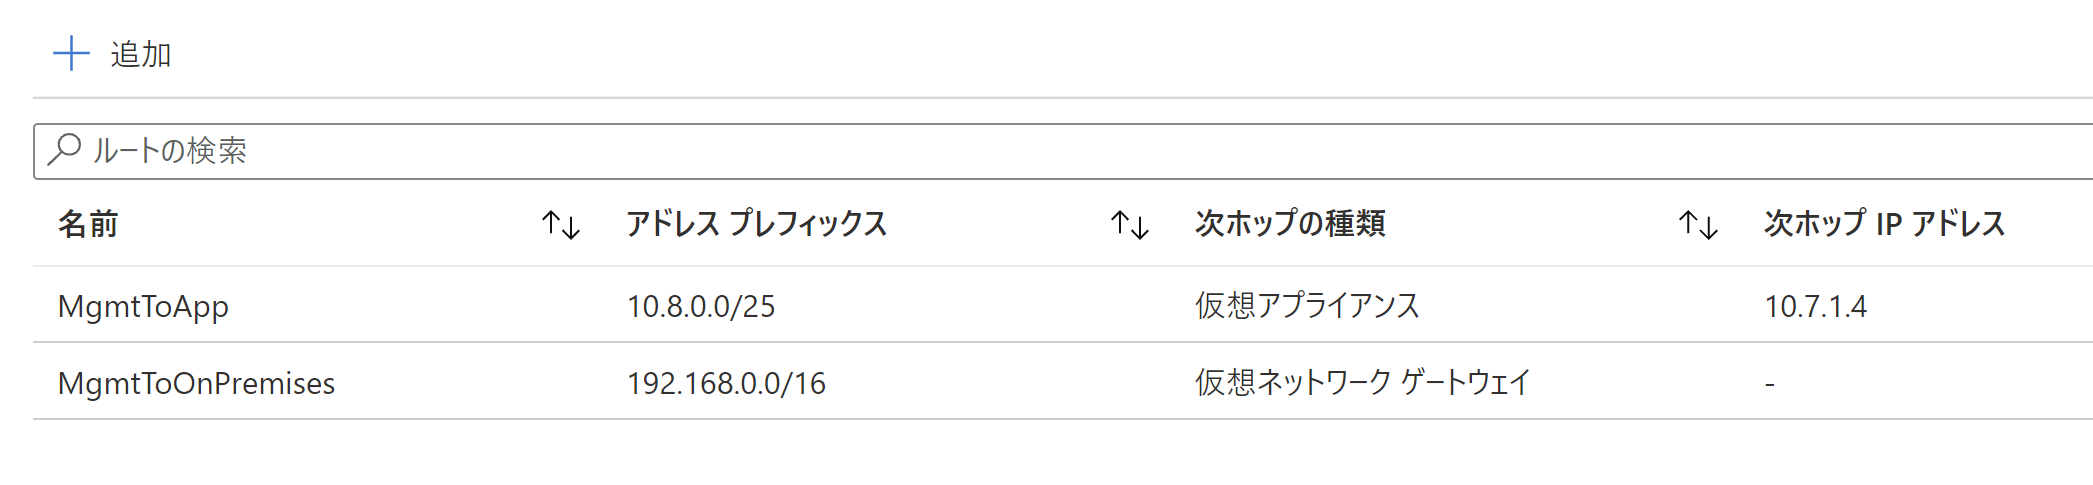 追加
ルートの検索
名前 ↑↓ アドレス プレフィックス ↑↓ 次ホップの種類 ↑↓ 次ホップ IP アドレス
MgmtToApp 10.8.0.0/25 仮想アプライアンス 10.7.1.4
MgmtToOnPremises 192.168.0.0/16 仮想ネットワーク ゲートウェイ -